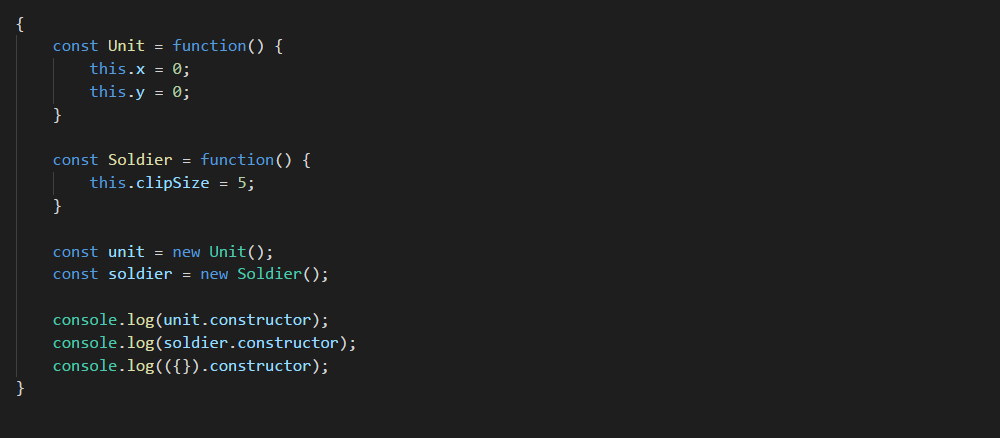 {
    const Unit = function() {
        this.x = 0;
        this.y = 0;
    }

    const Soldier = function() {
        this.clipSize = 5;
    }

    const unit = new Unit();
    const soldier = new Soldier();

    console.log(unit.constructor);
    console.log(soldier.constructor);
    console.log(({}).constructor);
}